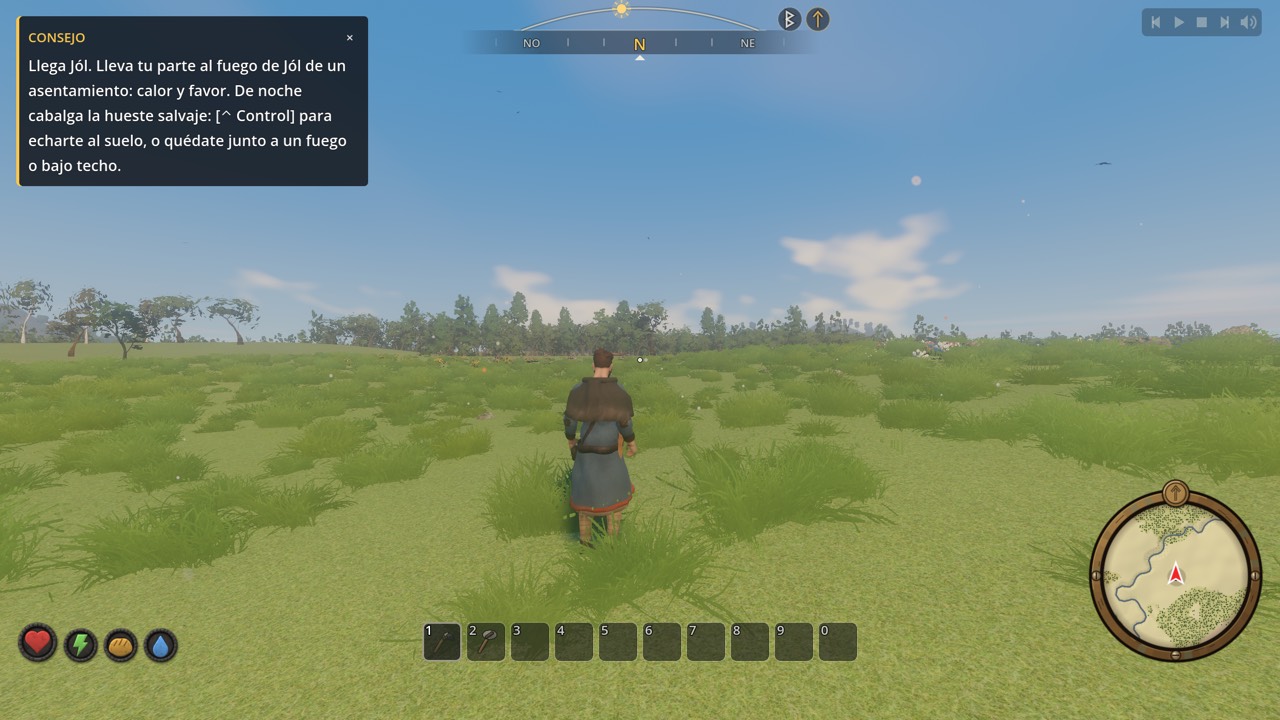 CONSEJO
×
Llega Jól. Lleva tu parte al fuego de Jól de un
asentamiento: calor y favor. De noche
cabalga la hueste salvaje: [^ Control] para
echarte al suelo, o quédate junto a un fuego
o bajo techo.
NO
N
NE
1 2 3 4 5 6 7 8 9 0